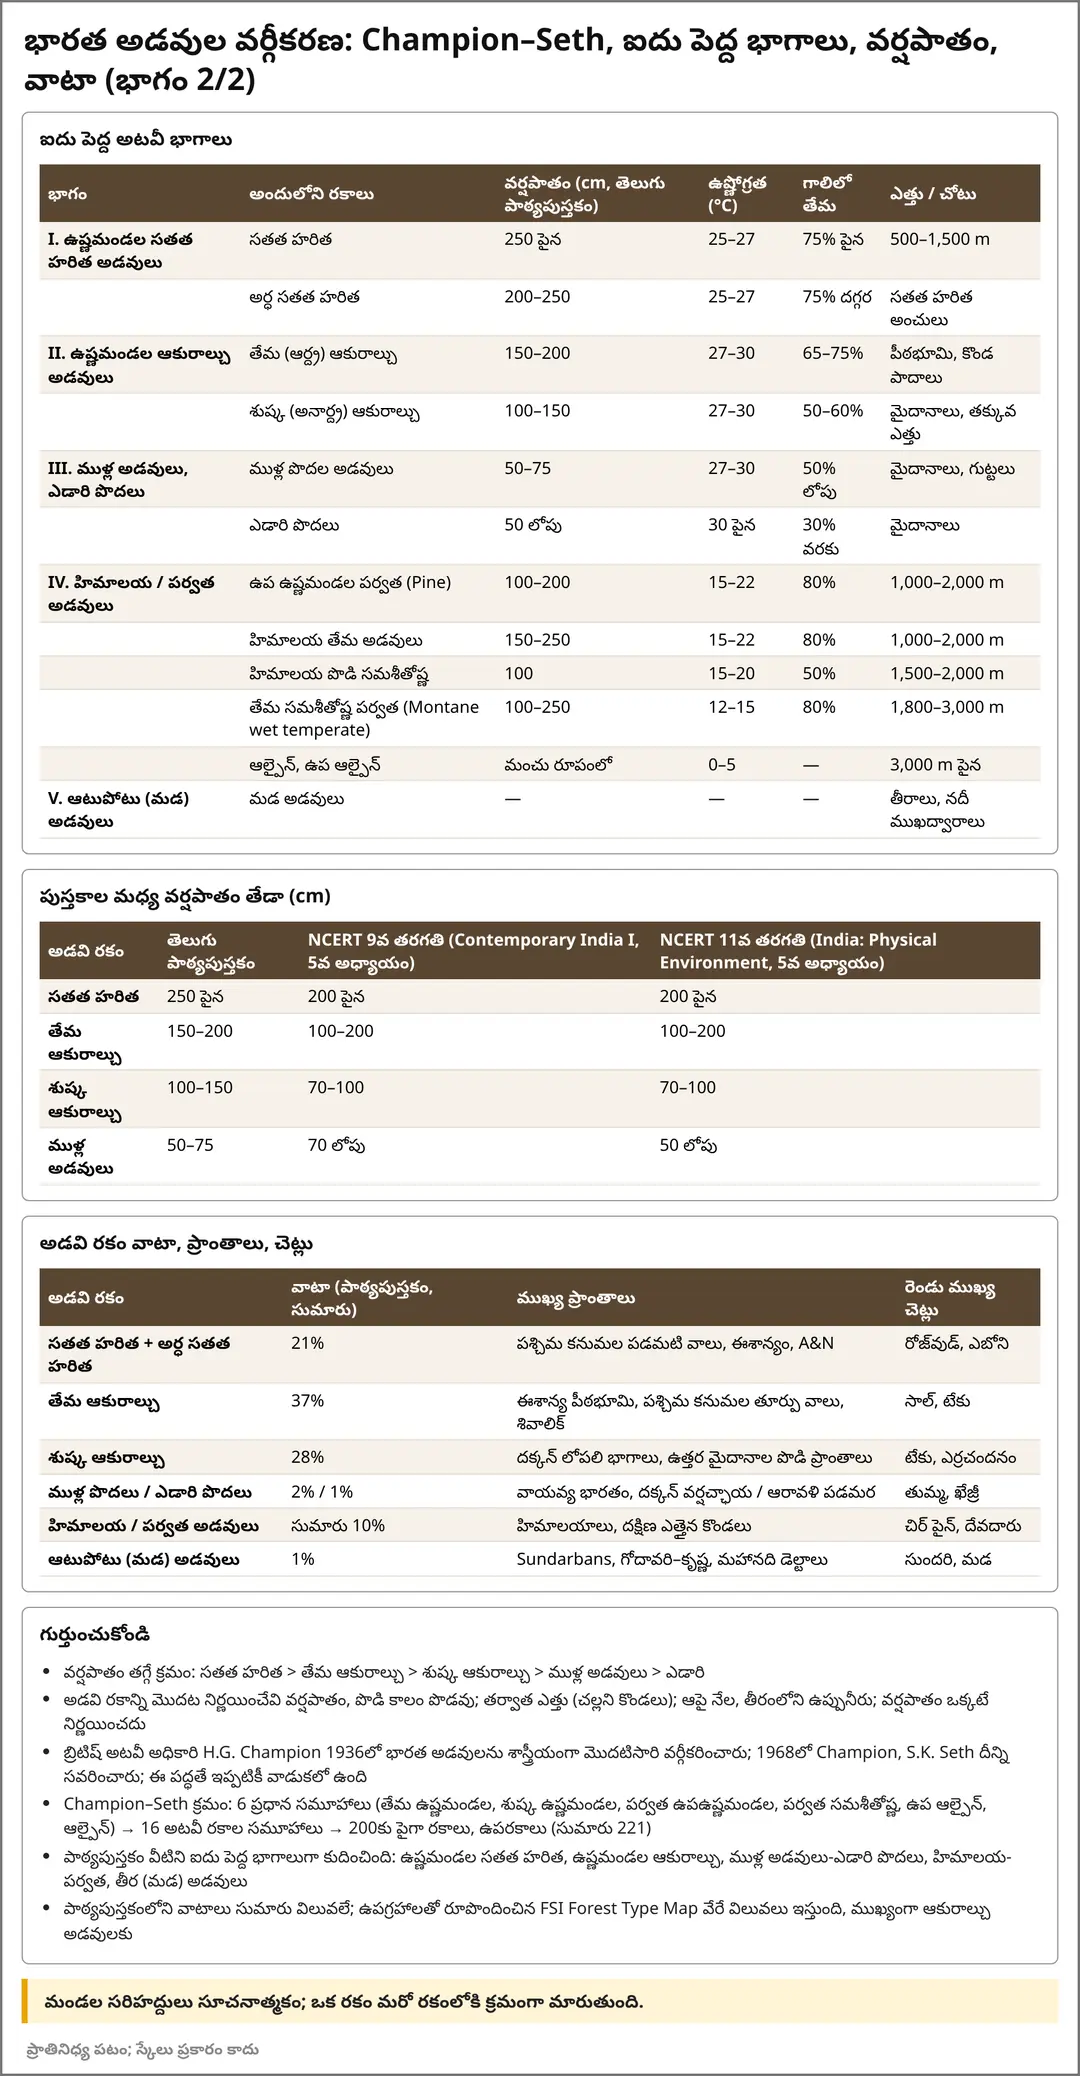 భారత అడవుల వర్గీకరణ: Champion–Seth, ఐదు పెద్ద భాగాలు, వర్షపాతం,
వాటా (భాగం 2/2)
ఐదు పెద్ద అటవీ భాగాలు
భాగం అందులోని రకాలు వర్షపాతం (cm, తెలుగు పాఠ్యపుస్తకం) ఉష్ణోగ్రత (°C) గాలిలో తేమ ఎత్తు / చోటు
I. ఉష్ణమండల సతత హరిత అడవులు సతత హరిత 250 పైన 25–27 75% పైన 500–1,500 m
అర్ధ సతత హరిత 200–250 25–27 75% దగ్గర సతత హరిత అంచులు
II. ఉష్ణమండల ఆకురాల్చు అడవులు తేమ (ఆర్ద్ర) ఆకురాల్చు 150–200 27–30 65–75% పీఠభూమి, కొండ పాదాలు
శుష్క (అనార్ద్ర) ఆకురాల్చు 100–150 27–30 50–60% మైదానాలు, తక్కువ ఎత్తు
III. ముళ్ల అడవులు, ఎడారి పొదలు ముళ్ల పొదల అడవులు 50–75 27–30 50% లోపు మైదానాలు, గుట్టలు
ఎడారి పొదలు 50 లోపు 30 పైన 30% వరకు మైదానాలు
IV. హిమాలయ / పర్వత అడవులు ఉప ఉష్ణమండల పర్వత (Pine) 100–200 15–22 80% 1,000–2,000 m
హిమాలయ తేమ అడవులు 150–250 15–22 80% 1,000–2,000 m
హిమాలయ పొడి సమశీతోష్ణ 100 15–20 50% 1,500–2,000 m
తేమ సమశీతోష్ణ పర్వత (Montane wet temperate) 100–250 12–15 80% 1,800–3,000 m
ఆల్పైన్, ఉప ఆల్పైన్ మంచు రూపంలో 0–5 — 3,000 m పైన
V. ఆటుపోటు (మడ) అడవులు మడ అడవులు — — — తీరాలు, నదీ ముఖద్వారాలు
పుస్తకాల మధ్య వర్షపాతం తేడా (cm)
అడవి రకం తెలుగు పాఠ్యపుస్తకం NCERT 9వ తరగతి (Contemporary India I, 5వ అధ్యాయం) NCERT 11వ తరగతి (India: Physical Environment, 5వ అధ్యాయం)
సతత హరిత 250 పైన 200 పైన 200 పైన
తేమ ఆకురాల్చు 150–200 100–200 100–200
శుష్క ఆకురాల్చు 100–150 70–100 70–100
ముళ్ల అడవులు 50–75 70 లోపు 50 లోపు
అడవి రకం వాటా, ప్రాంతాలు, చెట్లు
అడవి రకం వాటా (పాఠ్యపుస్తకం, సుమారు) ముఖ్య ప్రాంతాలు రెండు ముఖ్య చెట్లు
సతత హరిత + అర్ధ సతత హరిత 21% పశ్చిమ కనుమల పడమటి వాలు, ఈశాన్యం, A&N రోజ్‌వుడ్, ఎబోని
తేమ ఆకురాల్చు 37% ఈశాన్య పీఠభూమి, పశ్చిమ కనుమల తూర్పు వాలు, శివాలిక్ సాల్, టేకు
శుష్క ఆకురాల్చు 28% దక్కన్ లోపలి భాగాలు, ఉత్తర మైదానాల పొడి ప్రాంతాలు టేకు, ఎర్రచందనం
ముళ్ల పొదలు / ఎడారి పొదలు 2% / 1% వాయవ్య భారతం, దక్కన్ వర్షచ్ఛాయ / ఆరావళి పడమర తుమ్మ, ఖేజ్రీ
హిమాలయ / పర్వత అడవులు సుమారు 10% హిమాలయాలు, దక్షిణ ఎత్తైన కొండలు చిర్ పైన్, దేవదారు
ఆటుపోటు (మడ) అడవులు 1% Sundarbans, గోదావరి–కృష్ణ, మహానది డెల్టాలు సుందరి, మడ
గుర్తుంచుకోండి
• వర్షపాతం తగ్గే క్రమం: సతత హరిత > తేమ ఆకురాల్చు > శుష్క ఆకురాల్చు > ముళ్ల అడవులు > ఎడారి
• అడవి రకాన్ని మొదట నిర్ణయించేవి వర్షపాతం, పొడి కాలం పొడవు; తర్వాత ఎత్తు (చల్లని కొండలు); ఆపై నేల, తీరంలోని ఉప్పునీరు; వర్షపాతం ఒక్కటే
నిర్ణయించదు
• బ్రిటిష్ అటవీ అధికారి H.G. Champion 1936లో భారత అడవులను శాస్త్రీయంగా మొదటిసారి వర్గీకరించారు; 1968లో Champion, S.K. Seth దీన్ని
సవరించారు; ఈ పద్ధతే ఇప్పటికీ వాడుకలో ఉంది
• Champion–Seth క్రమం: 6 ప్రధాన సమూహాలు (తేమ ఉష్ణమండల, శుష్క ఉష్ణమండల, పర్వత ఉపఉష్ణమండల, పర్వత సమశీతోష్ణ, ఉప ఆల్పైన్,
ఆల్పైన్) → 16 అటవీ రకాల సమూహాలు → 200కు పైగా రకాలు, ఉపరకాలు (సుమారు 221)
• పాఠ్యపుస్తకం వీటిని ఐదు పెద్ద భాగాలుగా కుదించింది: ఉష్ణమండల సతత హరిత, ఉష్ణమండల ఆకురాల్చు, ముళ్ల అడవులు-ఎడారి పొదలు, హిమాలయ-
పర్వత, తీర (మడ) అడవులు
• పాఠ్యపుస్తకంలోని వాటాలు సుమారు విలువలే; ఉపగ్రహాలతో రూపొందించిన FSI Forest Type Map వేరే విలువలు ఇస్తుంది, ముఖ్యంగా ఆకురాల్చు
అడవులకు
మండల సరిహద్దులు సూచనాత్మకం; ఒక రకం మరో రకంలోకి క్రమంగా మారుతుంది.
ప్రాతినిధ్య పటం; స్కేలు ప్రకారం కాదు